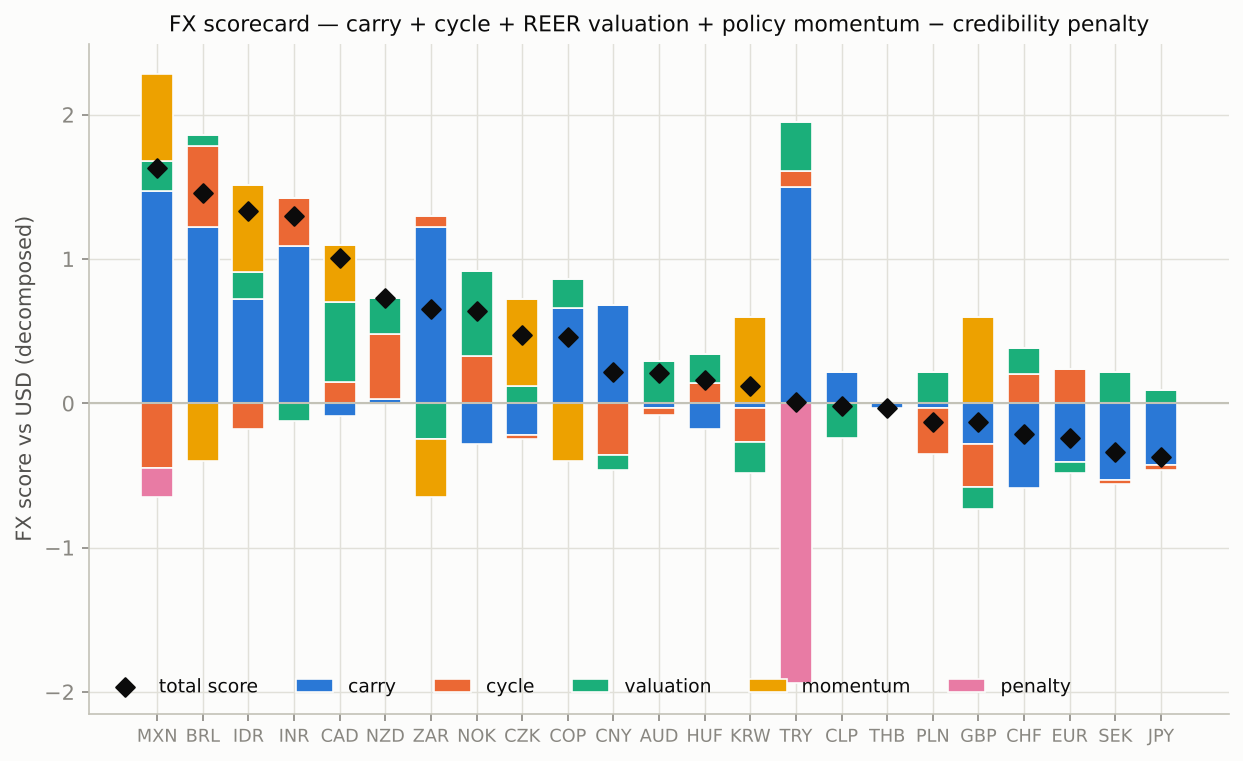 FX scorecard — carry + cycle + REER valuation + policy momentum − credibility penalty
FX score vs USD (decomposed)
2
1
0
−1
−2
total score carry cycle valuation momentum penalty
MXN BRL IDR INR CAD NZD ZAR NOK CZK COP CNY AUD HUF KRW TRY CLP THB PLN GBP CHF EUR SEK JPY